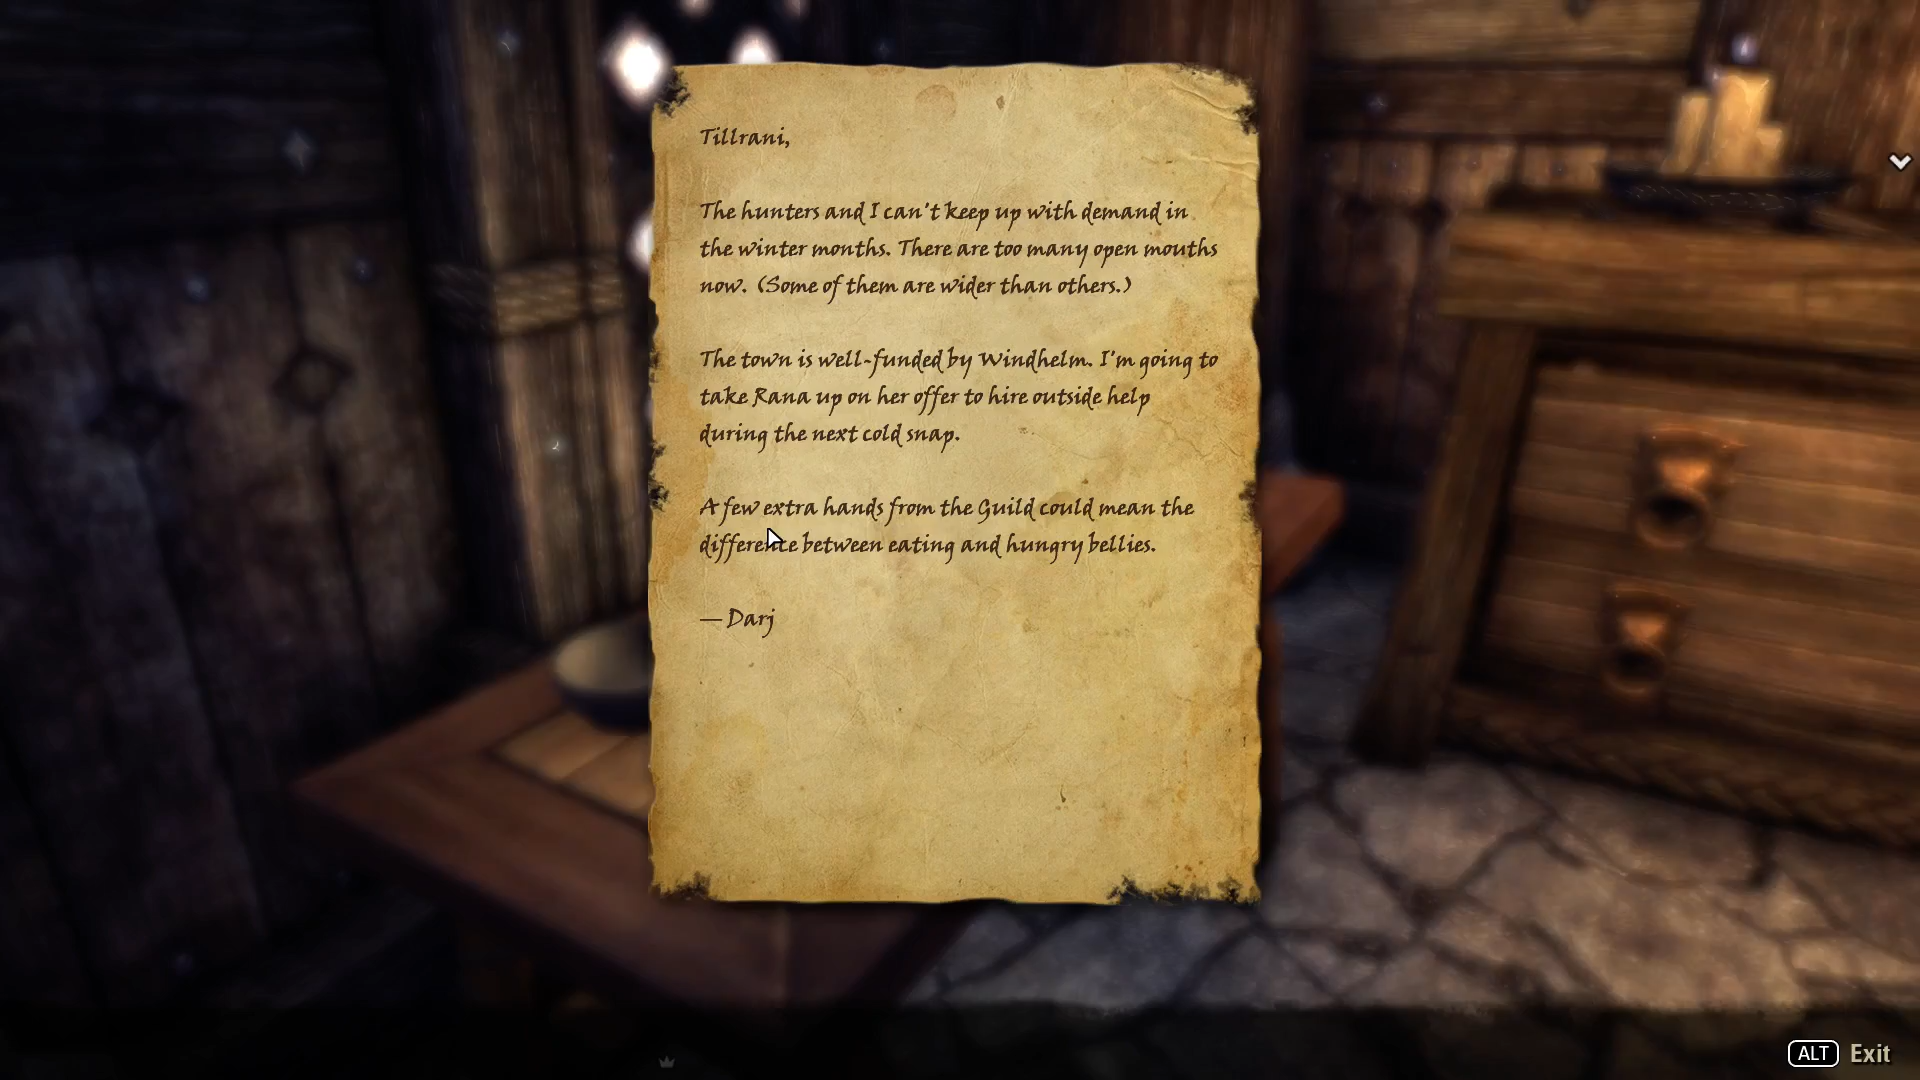 Tillrani,
The hunters and I can't keep up with demand in
the winter months. There are too many open mouths
now. (Some of them are wider than others.)
The town is well-funded by Windhelm. I'm going to
take Rana up on her offer to hire outside help
during the next cold snap.
A few extra hands from the Guild could mean the
difference between eating and hungry bellies.
— Darj
ALT Exit